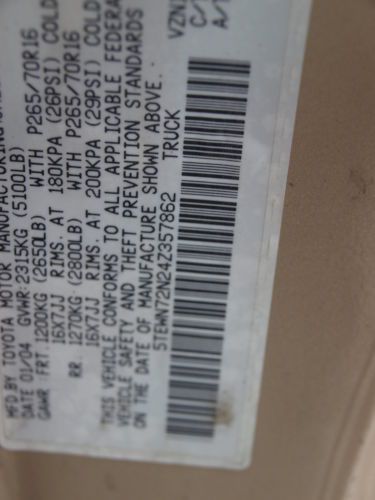 MFD BY TOYOTA MOTOR MANUFACTURING
DATE 01/04 GVWR: 2315KG (5100LB)
GAWR: FRT 1200KG (2650LB) WITH P265/70R16
16X7JJ RIMS. AT 180KPA (26PSI) COLD
RR. 1270KG (2800LB) WITH P265/70R16
16X7JJ RIMS. AT 200KPA (29PSI) COLD
THIS VEHICLE CONFORMS TO ALL APPLICABLE FEDERA
VEHICLE SAFETY AND THEFT PREVENTION STANDARDS
ON THE DATE OF MANUFACTURE SHOWN ABOVE.
5TEWN72N24Z357862 TRUCK
VZN1
C/T
A/T